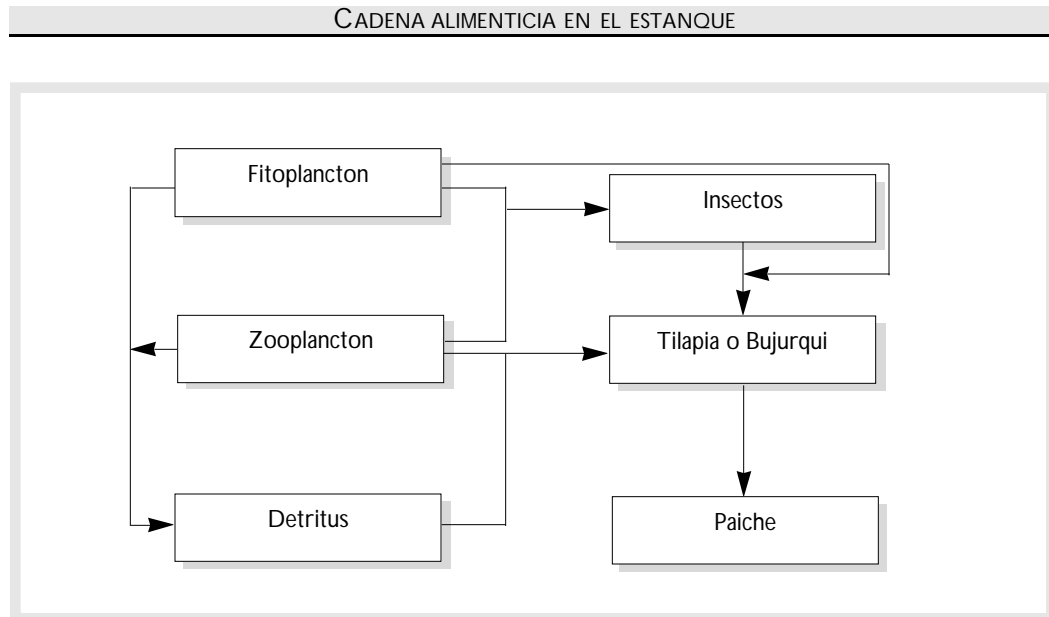 CADENA ALIMENTICIA EN EL ESTANQUE
Fitoplancton
Insectos
Zooplancton
Tilapia o Bujurqui
Detritus
Paiche